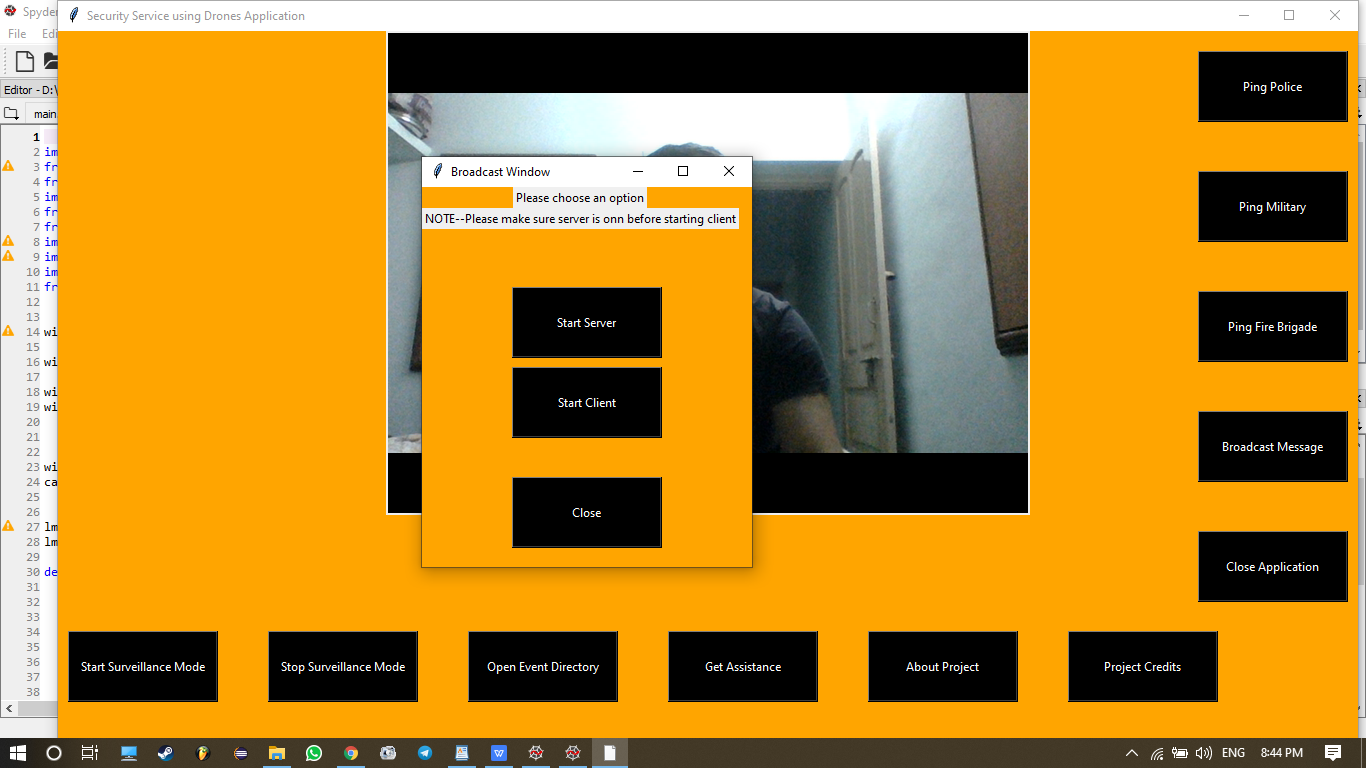 Spyder
Security Service using Drones Application
File
Editor - D:\
main
1
2 im
3 fr
4 fr
5 im
6 fr
7 fr
8 im
9 im
10 im
11 fr
12
13
14 wi
15
16 wi
17
18 wi
19 wi
20
21
22
23 wi
24 ca
25
26
27 lm
28 lm
29
30 de
31
32
33
34
35
36
37
38
Broadcast Window
Please choose an option
NOTE--Please make sure server is onn before starting client
Start Server
Start Client
Close
Ping Police
Ping Military
Ping Fire Brigade
Broadcast Message
Close Application
Start Surveillance Mode
Stop Surveillance Mode
Open Event Directory
Get Assistance
About Project
Project Credits
ENG
8:44 PM